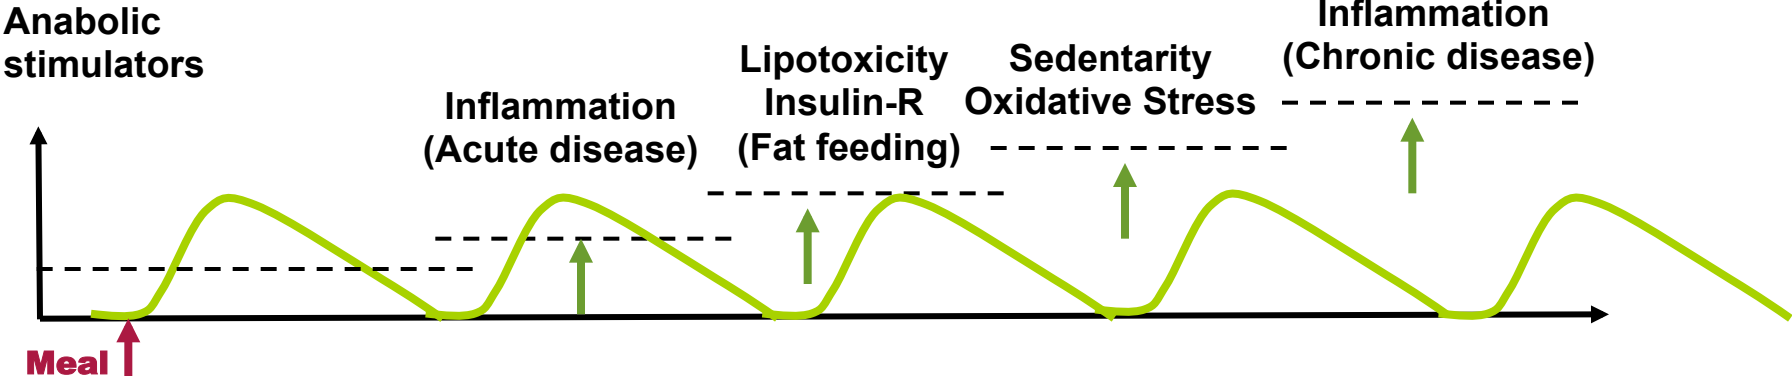 Anabolic
stimulators
Inflammation
(Acute disease)
Lipotoxicity
Insulin-R
(Fat feeding)
Sedentarity
Oxidative Stress
Inflammation
(Chronic disease)
Meal